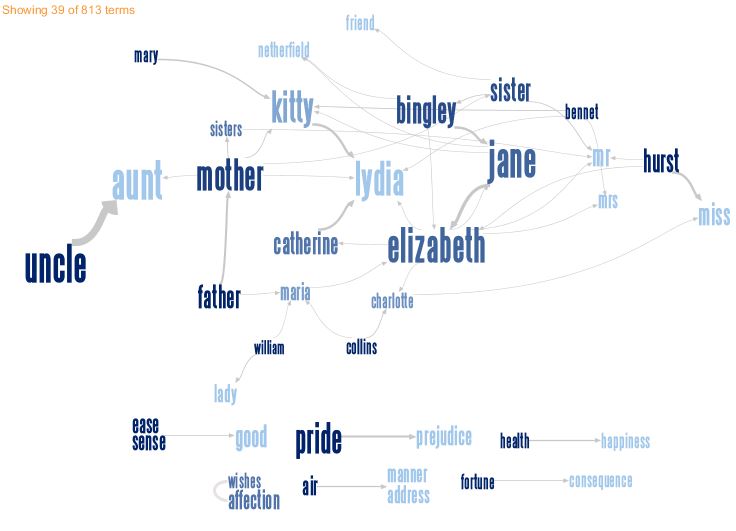 Showing 39 of 813 terms
friend
netherfield
mary
sister
kitty
bingley
bennet
sisters
jane
mr
hurst
aunt
mother
lydia
mrs
miss
catherine
elizabeth
uncle
father
maria
charlotte
william
collins
lady
ease
sense
good
pride
prejudice
health
happiness
wishes
affection
air
manner
address
fortune
consequence